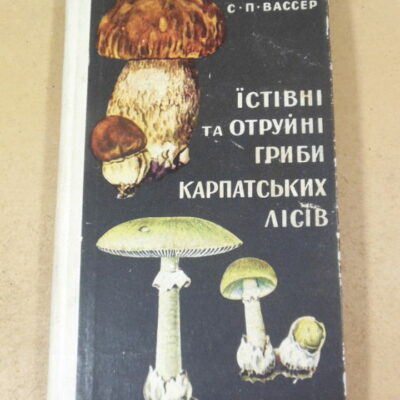 С·П·ВАССЕР
ЇСТІВНІ
ТА ОТРУЙНІ
ГРИБИ
КАРПАТСЬКИХ
ЛІСІВ